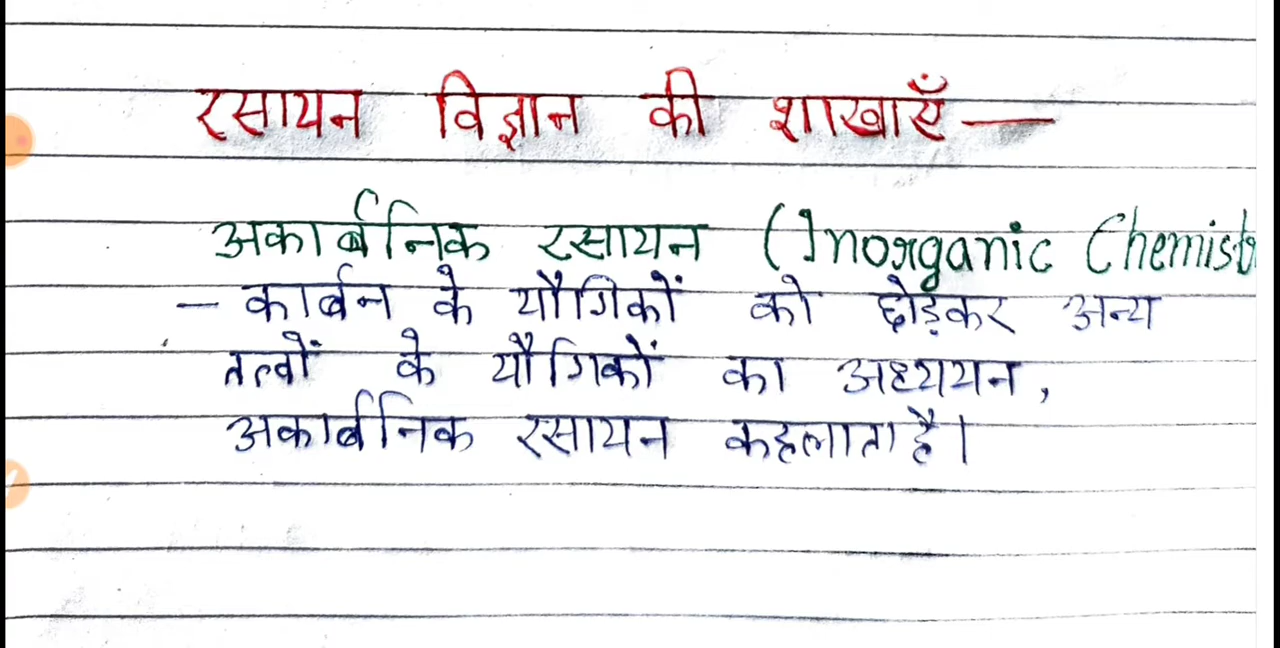 रसायन विज्ञान की शाखाएँ —
अकार्बनिक रसायन (Inorganic Chemist
— कार्बन के यौगिकों को छोड़कर अन्य
तत्वों के यौगिकों का अध्ययन,
अकार्बनिक रसायन कहलाता है।